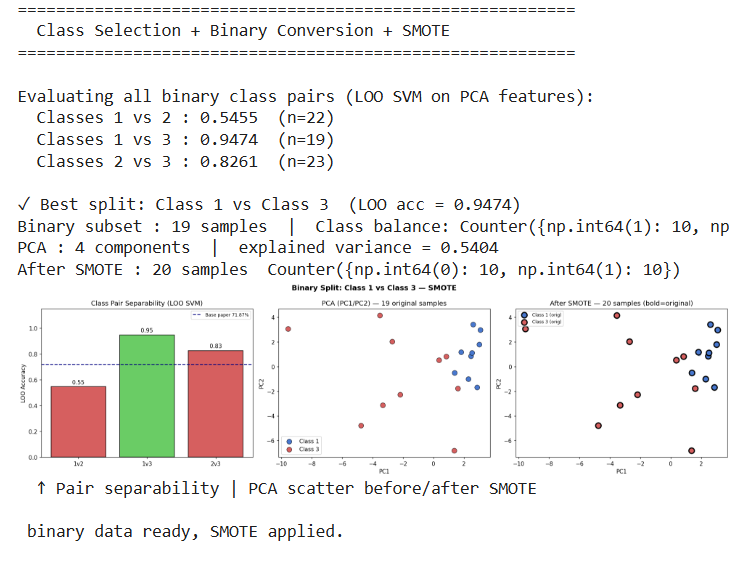 ============================================================
Class Selection + Binary Conversion + SMOTE
============================================================
Evaluating all binary class pairs (LOO SVM on PCA features):
Classes 1 vs 2 : 0.5455  (n=22)
Classes 1 vs 3 : 0.9474  (n=19)
Classes 2 vs 3 : 0.8261  (n=23)
✓ Best split: Class 1 vs Class 3  (LOO acc = 0.9474)
Binary subset : 19 samples  |  Class balance: Counter({np.int64(1): 10, np
PCA : 4 components  |  explained variance = 0.5404
After SMOTE : 20 samples  Counter({np.int64(0): 10, np.int64(1): 10})
Binary Split: Class 1 vs Class 3 — SMOTE
Class Pair Separability (LOO SVM)
Base paper 71.67%
LOO Accuracy
1.0
0.8
0.6
0.4
0.2
0.0
0.55
0.95
0.83
1v2
1v3
2v3
PCA (PC1/PC2) — 19 original samples
PC2
4
2
0
−2
−4
−6
Class 1
Class 3
−10 −8 −6 −4 −2 0 2
PC1
After SMOTE — 20 samples (bold=original)
Class 1 (orig)
Class 3 (orig)
PC2
4
2
0
−2
−4
−6
−10 −8 −6 −4 −2 0 2
PC1
↑ Pair separability | PCA scatter before/after SMOTE
binary data ready, SMOTE applied.